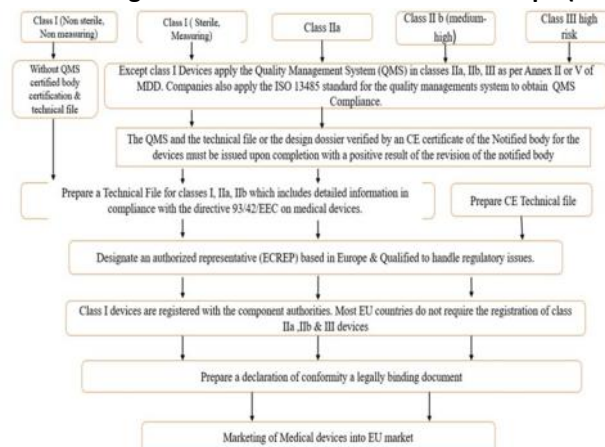 Class I (Non sterile, Non measuring)
Class I ( Sterile, Measuring)
Class IIa
Class II b (medium-high)
Class III high risk
Without QMS
certified body
certification &
technical file
Except class I Devices apply the Quality Management System (QMS) in classes IIa, IIb, III as per Annex II or V of
MDD. Companies also apply the ISO 13485 standard for the quality managements system to obtain QMS
Compliance.
The QMS and the technical file or the design dossier verified by an CE certificate of the Notified body for the
devices must be issued upon completion with a positive result of the revision of the notified body
Prepare a Technical File for classes I, IIa, IIb which includes detailed information in
compliance with the directive 93/42/EEC on medical devices.
Prepare CE Technical file
Designate an authorized representative (ECREP) based in Europe & Qualified to handle regulatory issues.
Class I devices are registered with the component authorities. Most EU countries do not require the registration of class
IIa ,IIb & III devices
Prepare a declaration of conformity a legally binding document
Marketing of Medical devices into EU market